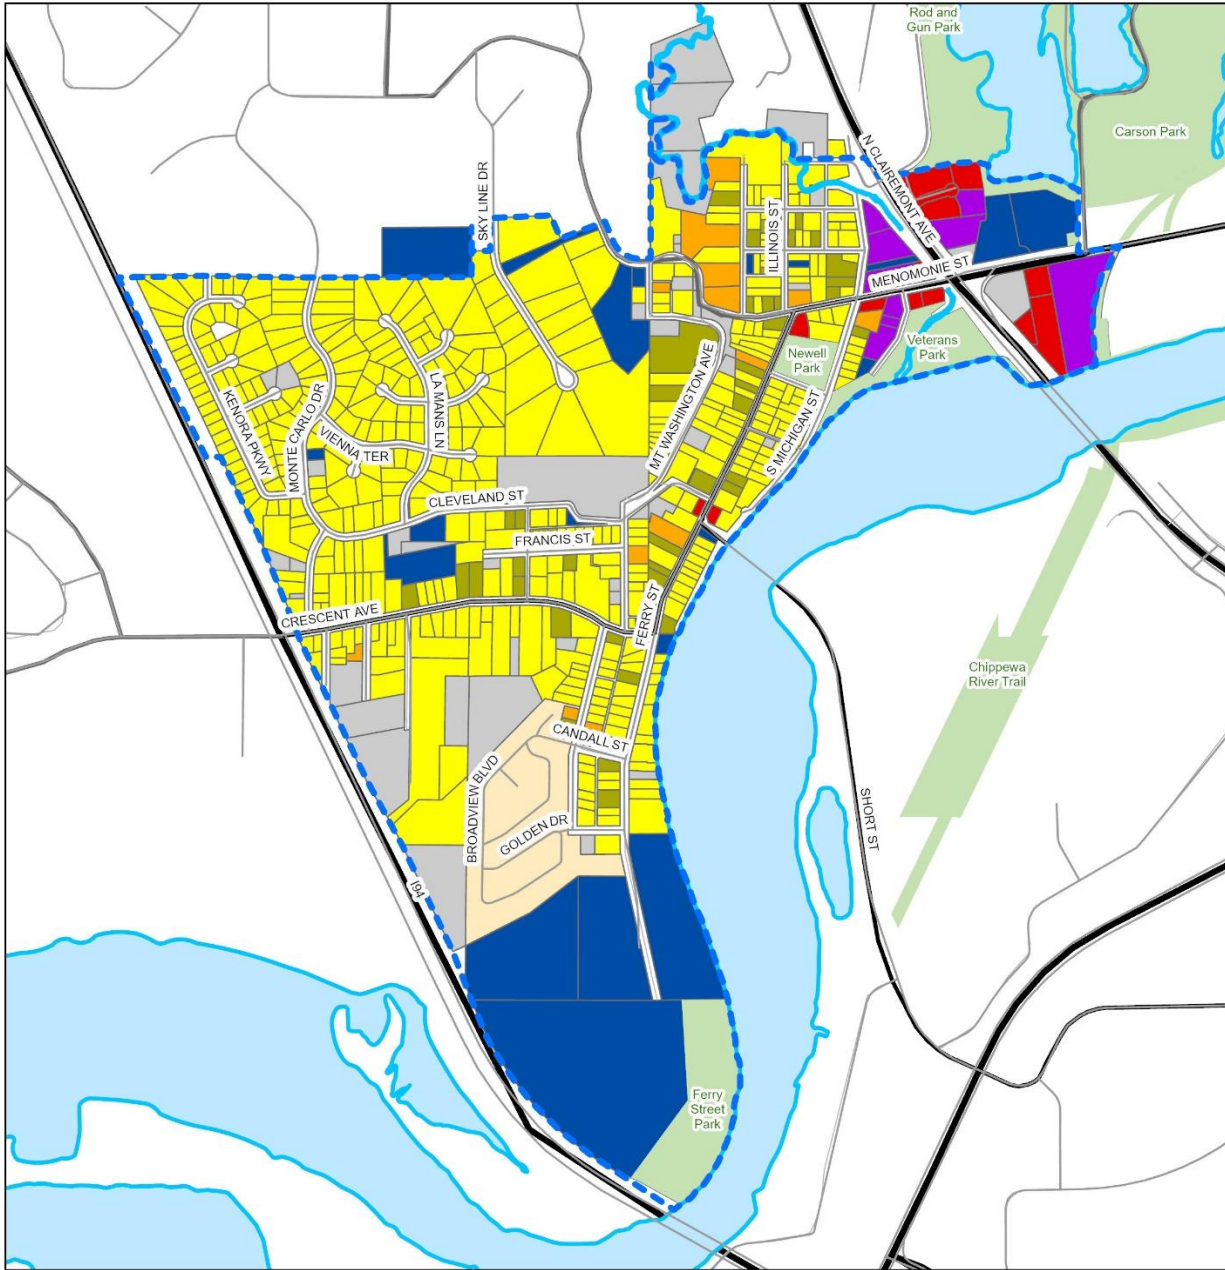 Rod and
Gun Park
Carson Park
N CLAIREMONT AVE
SKY LINE DR
ILLINOIS ST
MENOMONIE ST
Veterans
Park
Newell
Park
MT WASHINGTON AVE
S MICHIGAN ST
LA MANS LN
KENORA PKWY
MONTE CARLO DR
VIENNA TER
CLEVELAND ST
FRANCIS ST
CRESCENT AVE
FERRY ST
Chippewa
River Trail
CANDALL ST
BROADVIEW BLVD
GOLDEN DR
SHORT ST
I94
Ferry
Street
Park